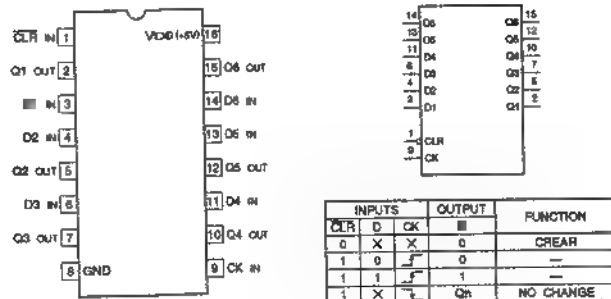 CLR IN 1
Q1 OUT 2
IN 3
D2 IN 4
Q2 OUT 5
D3 IN 6
Q3 OUT 7
8 GND
VDD(+5V) 16
15 Q6 OUT
14 D6 IN
13 D5 IN
12 Q5 OUT
11 D4 IN
10 Q4 OUT
9 CK IN
14 D6 Q6 15
13 D5 Q5 12
11 D4 Q4 10
6 D3 Q3 7
4 D2 Q2 5
3 D1 Q1 2
1 CLR
9 CK
INPUTS OUTPUT FUNCTION
CLR D CK
0 X X 0 CREAR
1 0 0 —
1 1 1 —
1 X Qn NO CHANGE